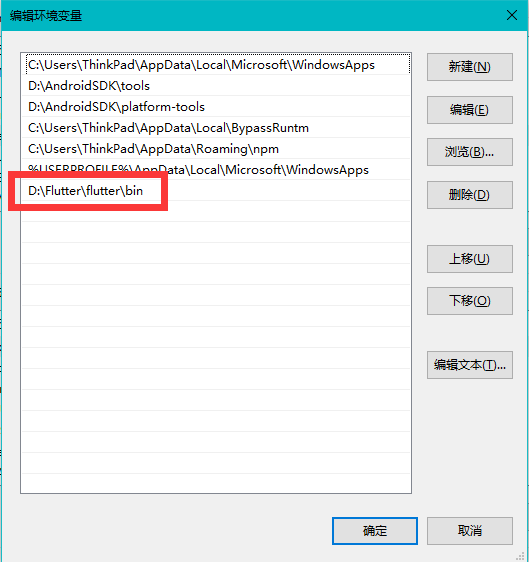 编辑环境变量
C:\Users\ThinkPad\AppData\Local\Microsoft\WindowsApps
D:\AndroidSDK\tools
D:\AndroidSDK\platform-tools
C:\Users\ThinkPad\AppData\Local\BypassRuntm
C:\Users\ThinkPad\AppData\Roaming\npm
%USERPROFILE%\AppData\Local\Microsoft\WindowsApps
D:\Flutter\flutter\bin
新建(N)
编辑(E)
浏览(B)...
删除(D)
上移(U)
下移(O)
编辑文本(T)...
确定
取消